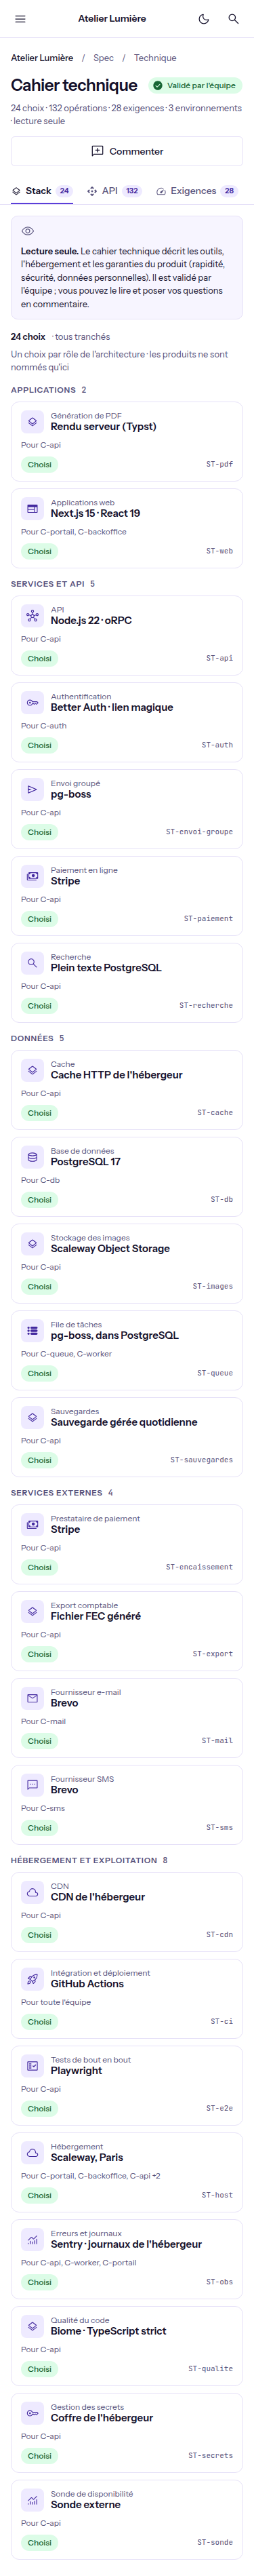 Atelier Lumière
Atelier Lumière / Spec / Technique
Cahier technique
Validé par l'équipe
24 choix · 132 opérations · 28 exigences · 3 environnements
· lecture seule
Commenter
Stack 24
API 132
Exigences 28
Lecture seule. Le cahier technique décrit les outils,
l'hébergement et les garanties du produit (rapidité,
sécurité, données personnelles). Il est validé par
l'équipe ; vous pouvez le lire et poser vos questions
en commentaire.
24 choix · tous tranchés
Un choix par rôle de l'architecture · les produits ne sont
nommés qu'ici
APPLICATIONS 2
Génération de PDF
Rendu serveur (Typst)
Pour C-api
Choisi ST-pdf
Applications web
Next.js 15 · React 19
Pour C-portail, C-backoffice
Choisi ST-web
SERVICES ET API 5
API
Node.js 22 · oRPC
Pour C-api
Choisi ST-api
Authentification
Better Auth · lien magique
Pour C-auth
Choisi ST-auth
Envoi groupé
pg-boss
Pour C-api
Choisi ST-envoi-groupe
Paiement en ligne
Stripe
Pour C-api
Choisi ST-paiement
Recherche
Plein texte PostgreSQL
Pour C-api
Choisi ST-recherche
DONNÉES 5
Cache
Cache HTTP de l'hébergeur
Pour C-api
Choisi ST-cache
Base de données
PostgreSQL 17
Pour C-db
Choisi ST-db
Stockage des images
Scaleway Object Storage
Pour C-api
Choisi ST-images
File de tâches
pg-boss, dans PostgreSQL
Pour C-queue, C-worker
Choisi ST-queue
Sauvegardes
Sauvegarde gérée quotidienne
Pour C-api
Choisi ST-sauvegardes
SERVICES EXTERNES 4
Prestataire de paiement
Stripe
Pour C-api
Choisi ST-encaissement
Export comptable
Fichier FEC généré
Pour C-api
Choisi ST-export
Fournisseur e-mail
Brevo
Pour C-mail
Choisi ST-mail
Fournisseur SMS
Brevo
Pour C-sms
Choisi ST-sms
HÉBERGEMENT ET EXPLOITATION 8
CDN
CDN de l'hébergeur
Pour C-api
Choisi ST-cdn
Intégration et déploiement
GitHub Actions
Pour toute l'équipe
Choisi ST-ci
Tests de bout en bout
Playwright
Pour C-api
Choisi ST-e2e
Hébergement
Scaleway, Paris
Pour C-portail, C-backoffice, C-api +2
Choisi ST-host
Erreurs et journaux
Sentry · journaux de l'hébergeur
Pour C-api, C-worker, C-portail
Choisi ST-obs
Qualité du code
Biome · TypeScript strict
Pour C-api
Choisi ST-qualite
Gestion des secrets
Coffre de l'hébergeur
Pour C-api
Choisi ST-secrets
Sonde de disponibilité
Sonde externe
Pour C-api
Choisi ST-sonde